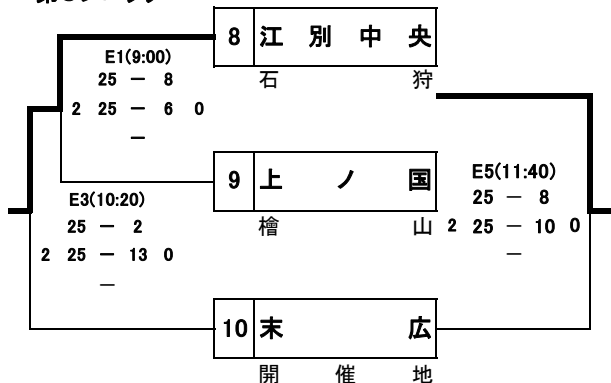 8 江別中央
石狩
E1(9:00)
25 － 8
2 25 － 6 0
－
9 上ノ国
檜山
E3(10:20)
25 － 2
2 25 － 13 0
－
E5(11:40)
25 － 8
2 25 － 10 0
－
10 末広
開催地